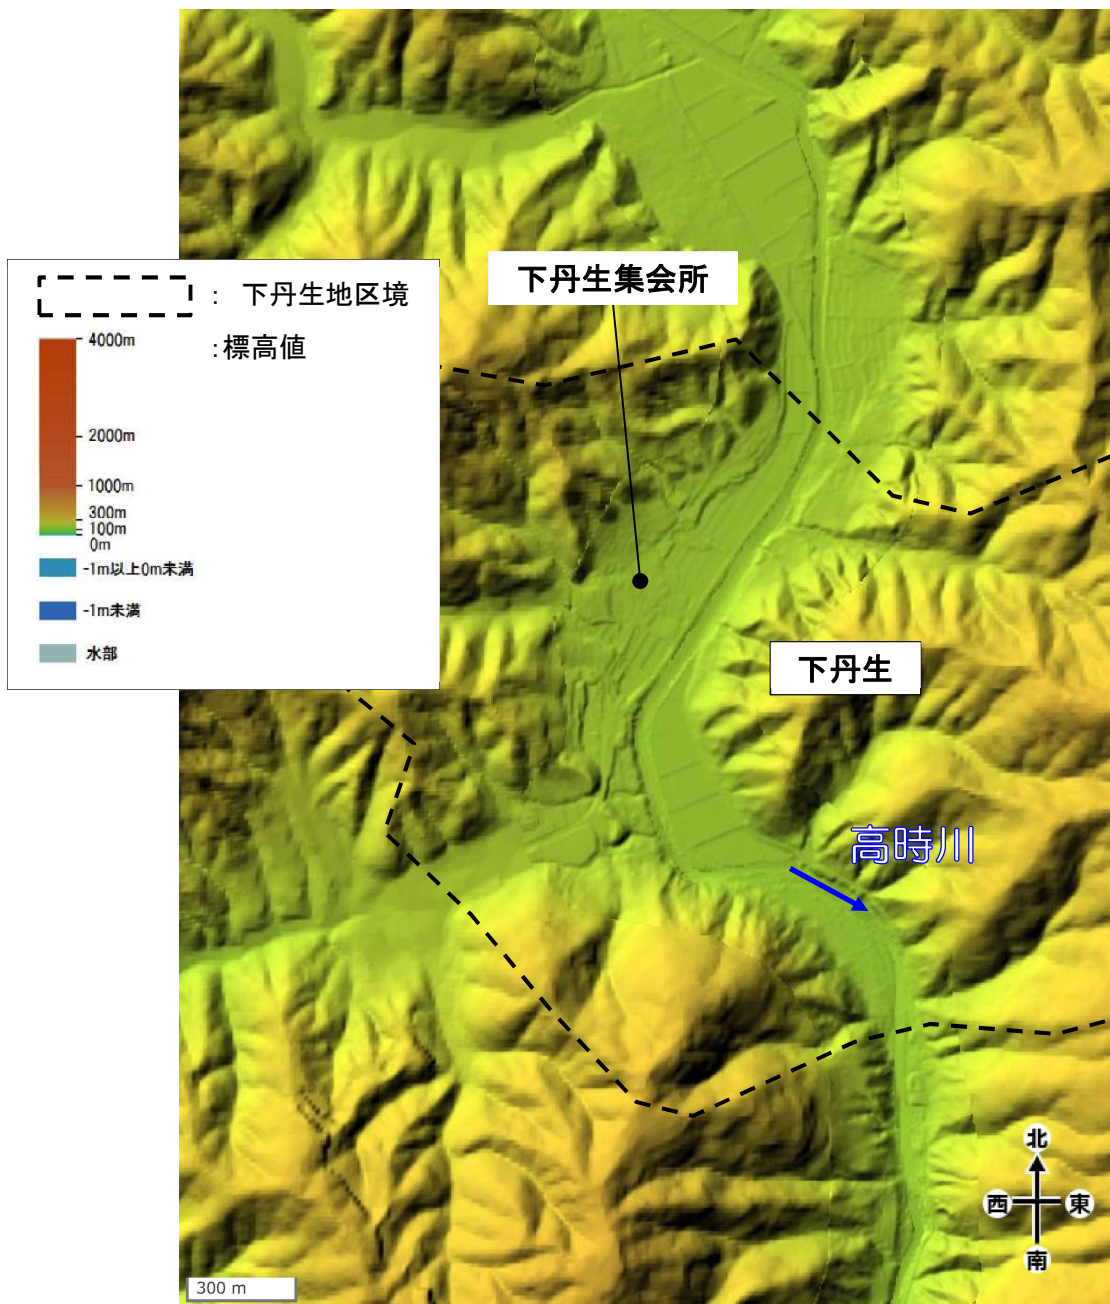 下丹生集会所
： 下丹生地区境
:標高値
4000m
2000m
1000m
300m
100m
0m
-1m以上0m未満
-1m未満
水部
下丹生
高時川
北
西
東
南
300 m